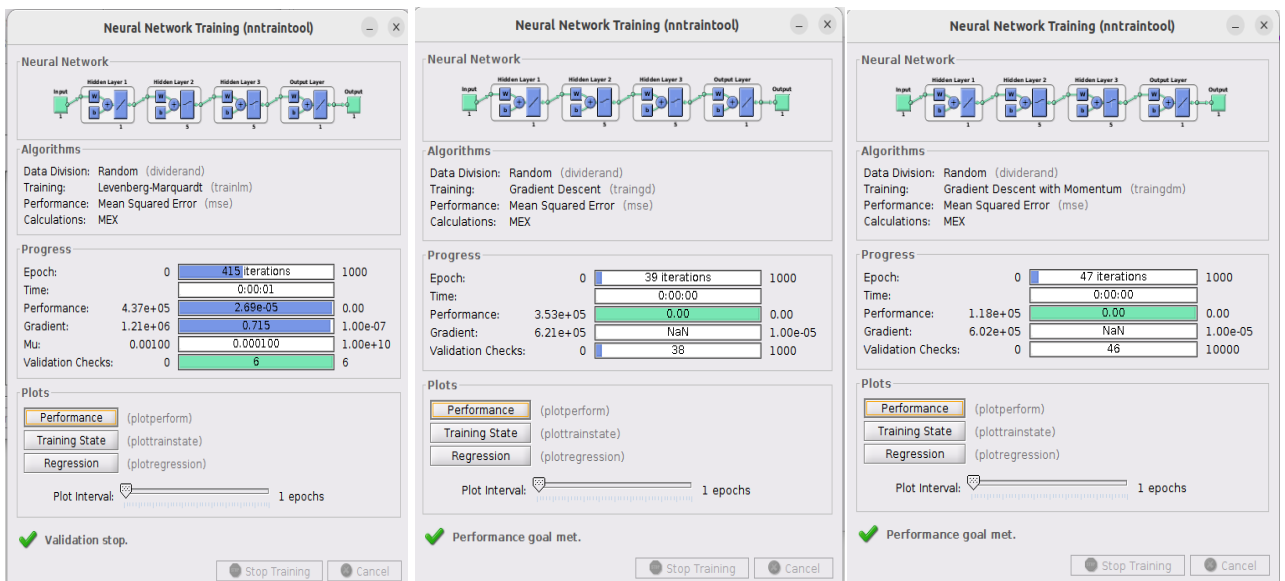 Neural Network Training (nntraintool)
Neural Network
Hidden Layer 1 Hidden Layer 2 Hidden Layer 3 Output Layer
Input Output
W W W W
b b b b
1 1 5 5 1 1
Algorithms
Data Division: Random (dividerand)
Training: Levenberg-Marquardt (trainlm)
Performance: Mean Squared Error (mse)
Calculations: MEX
Progress
Epoch: 0 415 iterations 1000
Time: 0:00:01
Performance: 4.37e+05 2.69e-05 0.00
Gradient: 1.21e+06 0.715 1.00e-07
Mu: 0.00100 0.000100 1.00e+10
Validation Checks: 0 6 6
Plots
Performance (plotperform)
Training State (plottrainstate)
Regression (plotregression)
Plot Interval: 1 epochs
Validation stop.
Stop Training Cancel
Neural Network Training (nntraintool)
Neural Network
Hidden Layer 1 Hidden Layer 2 Hidden Layer 3 Output Layer
Input Output
W W W W
b b b b
1 1 5 5 1 1
Algorithms
Data Division: Random (dividerand)
Training: Gradient Descent (traingd)
Performance: Mean Squared Error (mse)
Calculations: MEX
Progress
Epoch: 0 39 iterations 1000
Time: 0:00:00
Performance: 3.53e+05 0.00 0.00
Gradient: 6.21e+05 NaN 1.00e-05
Validation Checks: 0 38 1000
Plots
Performance (plotperform)
Training State (plottrainstate)
Regression (plotregression)
Plot Interval: 1 epochs
Performance goal met.
Stop Training Cancel
Neural Network Training (nntraintool)
Neural Network
Hidden Layer 1 Hidden Layer 2 Hidden Layer 3 Output Layer
Input Output
W W W W
b b b b
1 1 5 5 1 1
Algorithms
Data Division: Random (dividerand)
Training: Gradient Descent with Momentum (traingdm)
Performance: Mean Squared Error (mse)
Calculations: MEX
Progress
Epoch: 0 47 iterations 1000
Time: 0:00:00
Performance: 1.18e+05 0.00 0.00
Gradient: 6.02e+05 NaN 1.00e-05
Validation Checks: 0 46 10000
Plots
Performance (plotperform)
Training State (plottrainstate)
Regression (plotregression)
Plot Interval: 1 epochs
Performance goal met.
Stop Training Cancel